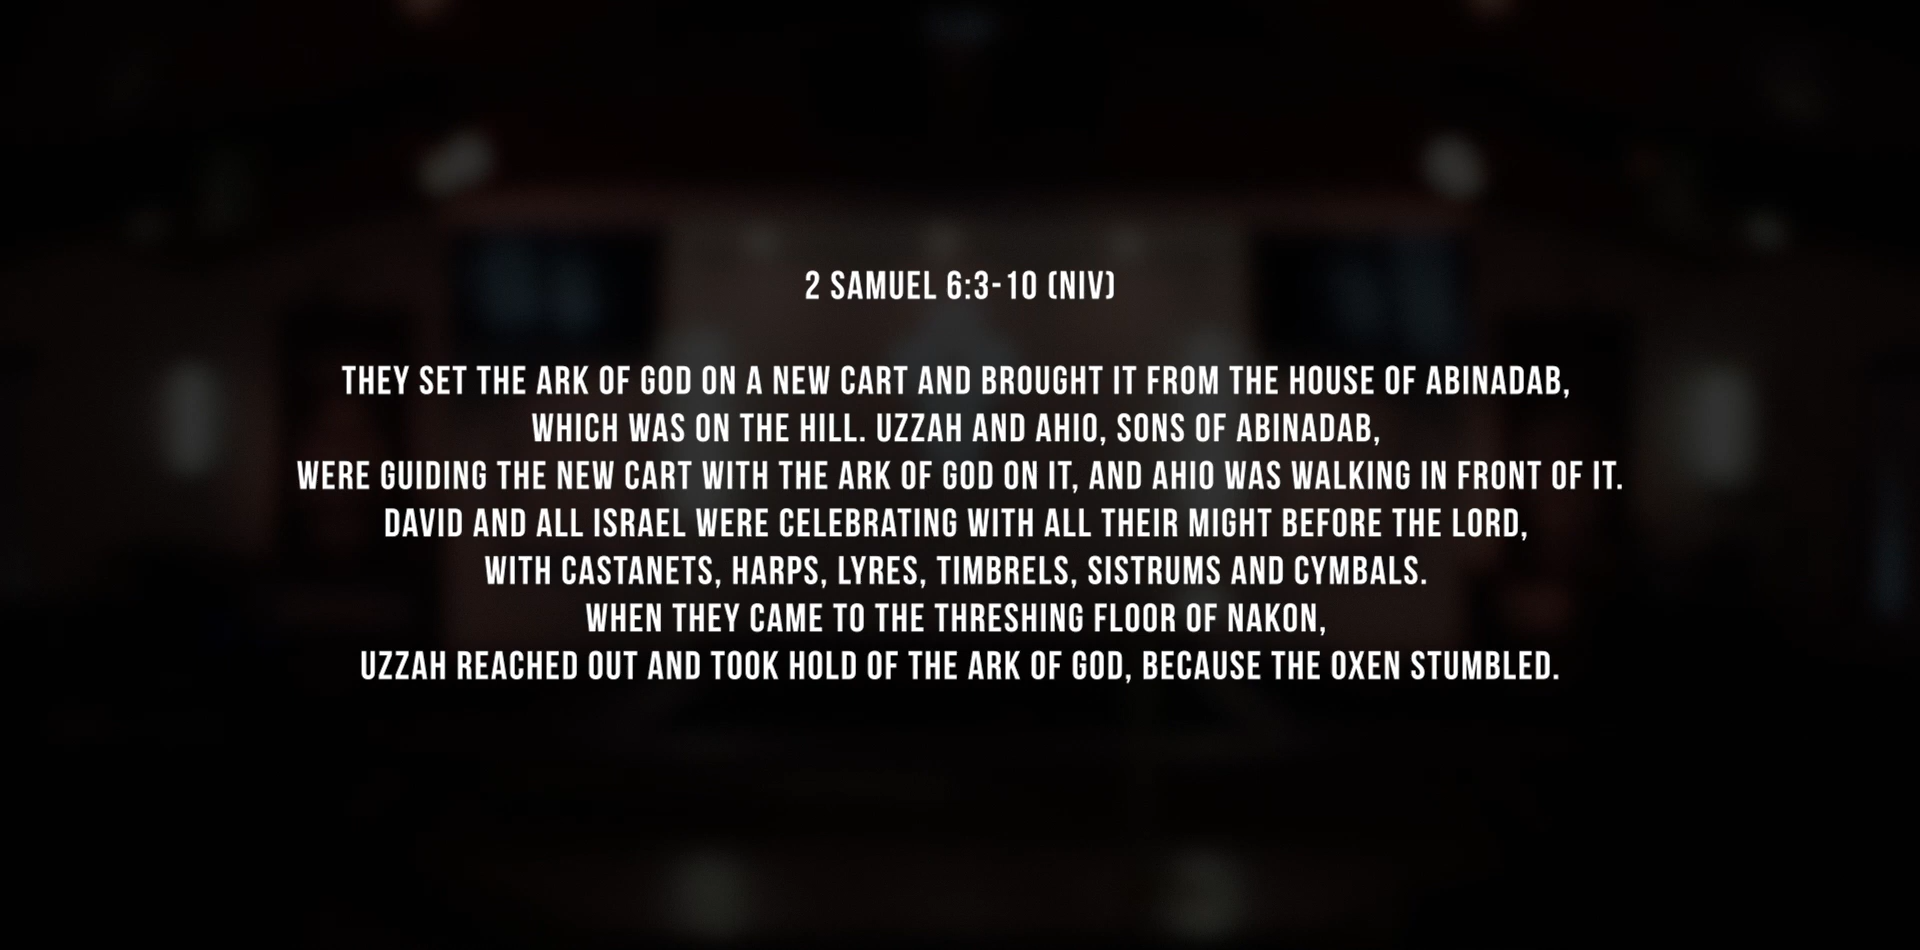 2 SAMUEL 6:3-10 (NIV)
THEY SET THE ARK OF GOD ON A NEW CART AND BROUGHT IT FROM THE HOUSE OF ABINADAB,
WHICH WAS ON THE HILL. UZZAH AND AHIO, SONS OF ABINADAB,
WERE GUIDING THE NEW CART WITH THE ARK OF GOD ON IT, AND AHIO WAS WALKING IN FRONT OF IT.
DAVID AND ALL ISRAEL WERE CELEBRATING WITH ALL THEIR MIGHT BEFORE THE LORD,
WITH CASTANETS, HARPS, LYRES, TIMBRELS, SISTRUMS AND CYMBALS.
WHEN THEY CAME TO THE THRESHING FLOOR OF NAKON,
UZZAH REACHED OUT AND TOOK HOLD OF THE ARK OF GOD, BECAUSE THE OXEN STUMBLED.